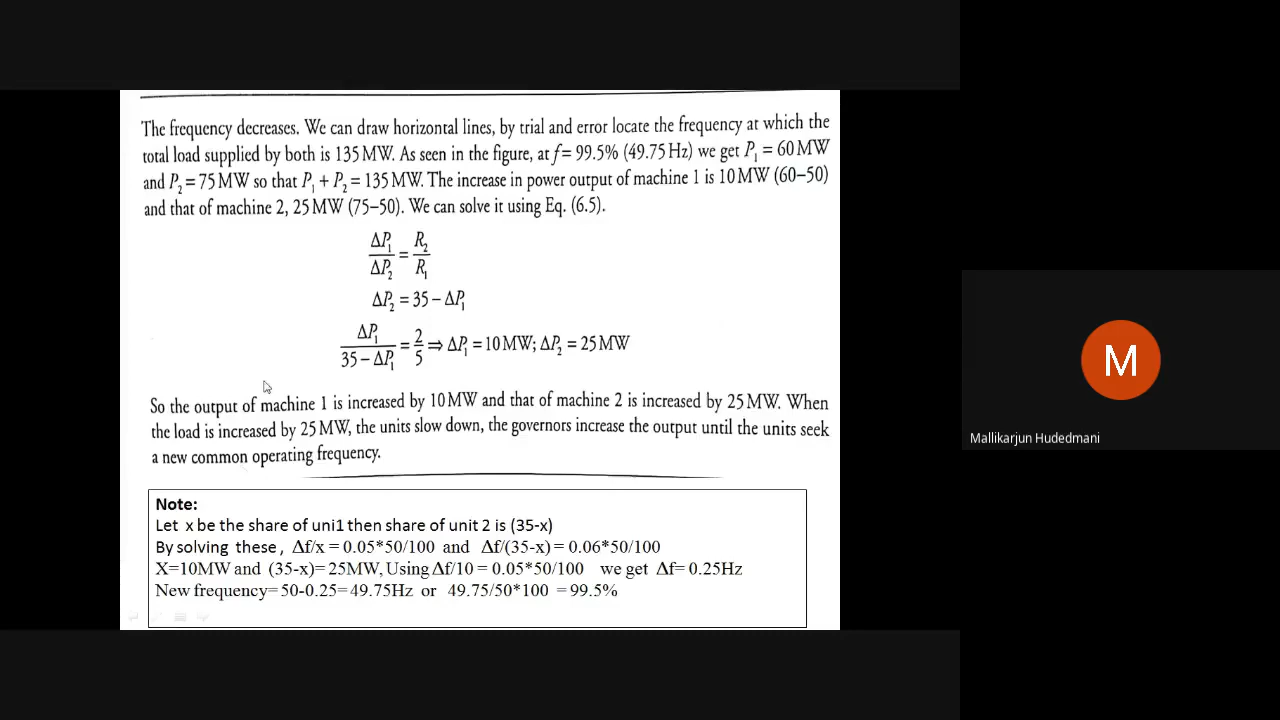 The frequency decreases. We can draw horizontal lines, by trial and error locate the frequency at which the
total load supplied by both is 135 MW. As seen in the figure, at f = 99.5% (49.75 Hz) we get P₁ = 60 MW
and P₂ = 75 MW so that P₁ + P₂ = 135 MW. The increase in power output of machine 1 is 10 MW (60–50)
and that of machine 2, 25 MW (75–50). We can solve it using Eq. (6.5).
ΔP₁/ΔP₂ = R₂/R₁
ΔP₂ = 35 – ΔP₁
ΔP₁/(35 – ΔP₁) = 2/5 ⇒ ΔP₁ = 10 MW; ΔP₂ = 25 MW
So the output of machine 1 is increased by 10 MW and that of machine 2 is increased by 25 MW. When
the load is increased by 25 MW, the units slow down, the governors increase the output until the units seek
a new common operating frequency.
Note:
Let x be the share of uni1 then share of unit 2 is (35-x)
By solving these , Δf/x = 0.05*50/100 and Δf/(35-x) = 0.06*50/100
X=10MW and (35-x)=25MW, Using Δf/10 = 0.05*50/100 we get Δf= 0.25Hz
New frequency= 50-0.25= 49.75Hz or 49.75/50*100 = 99.5%
M
Mallikarjun Hudedmani